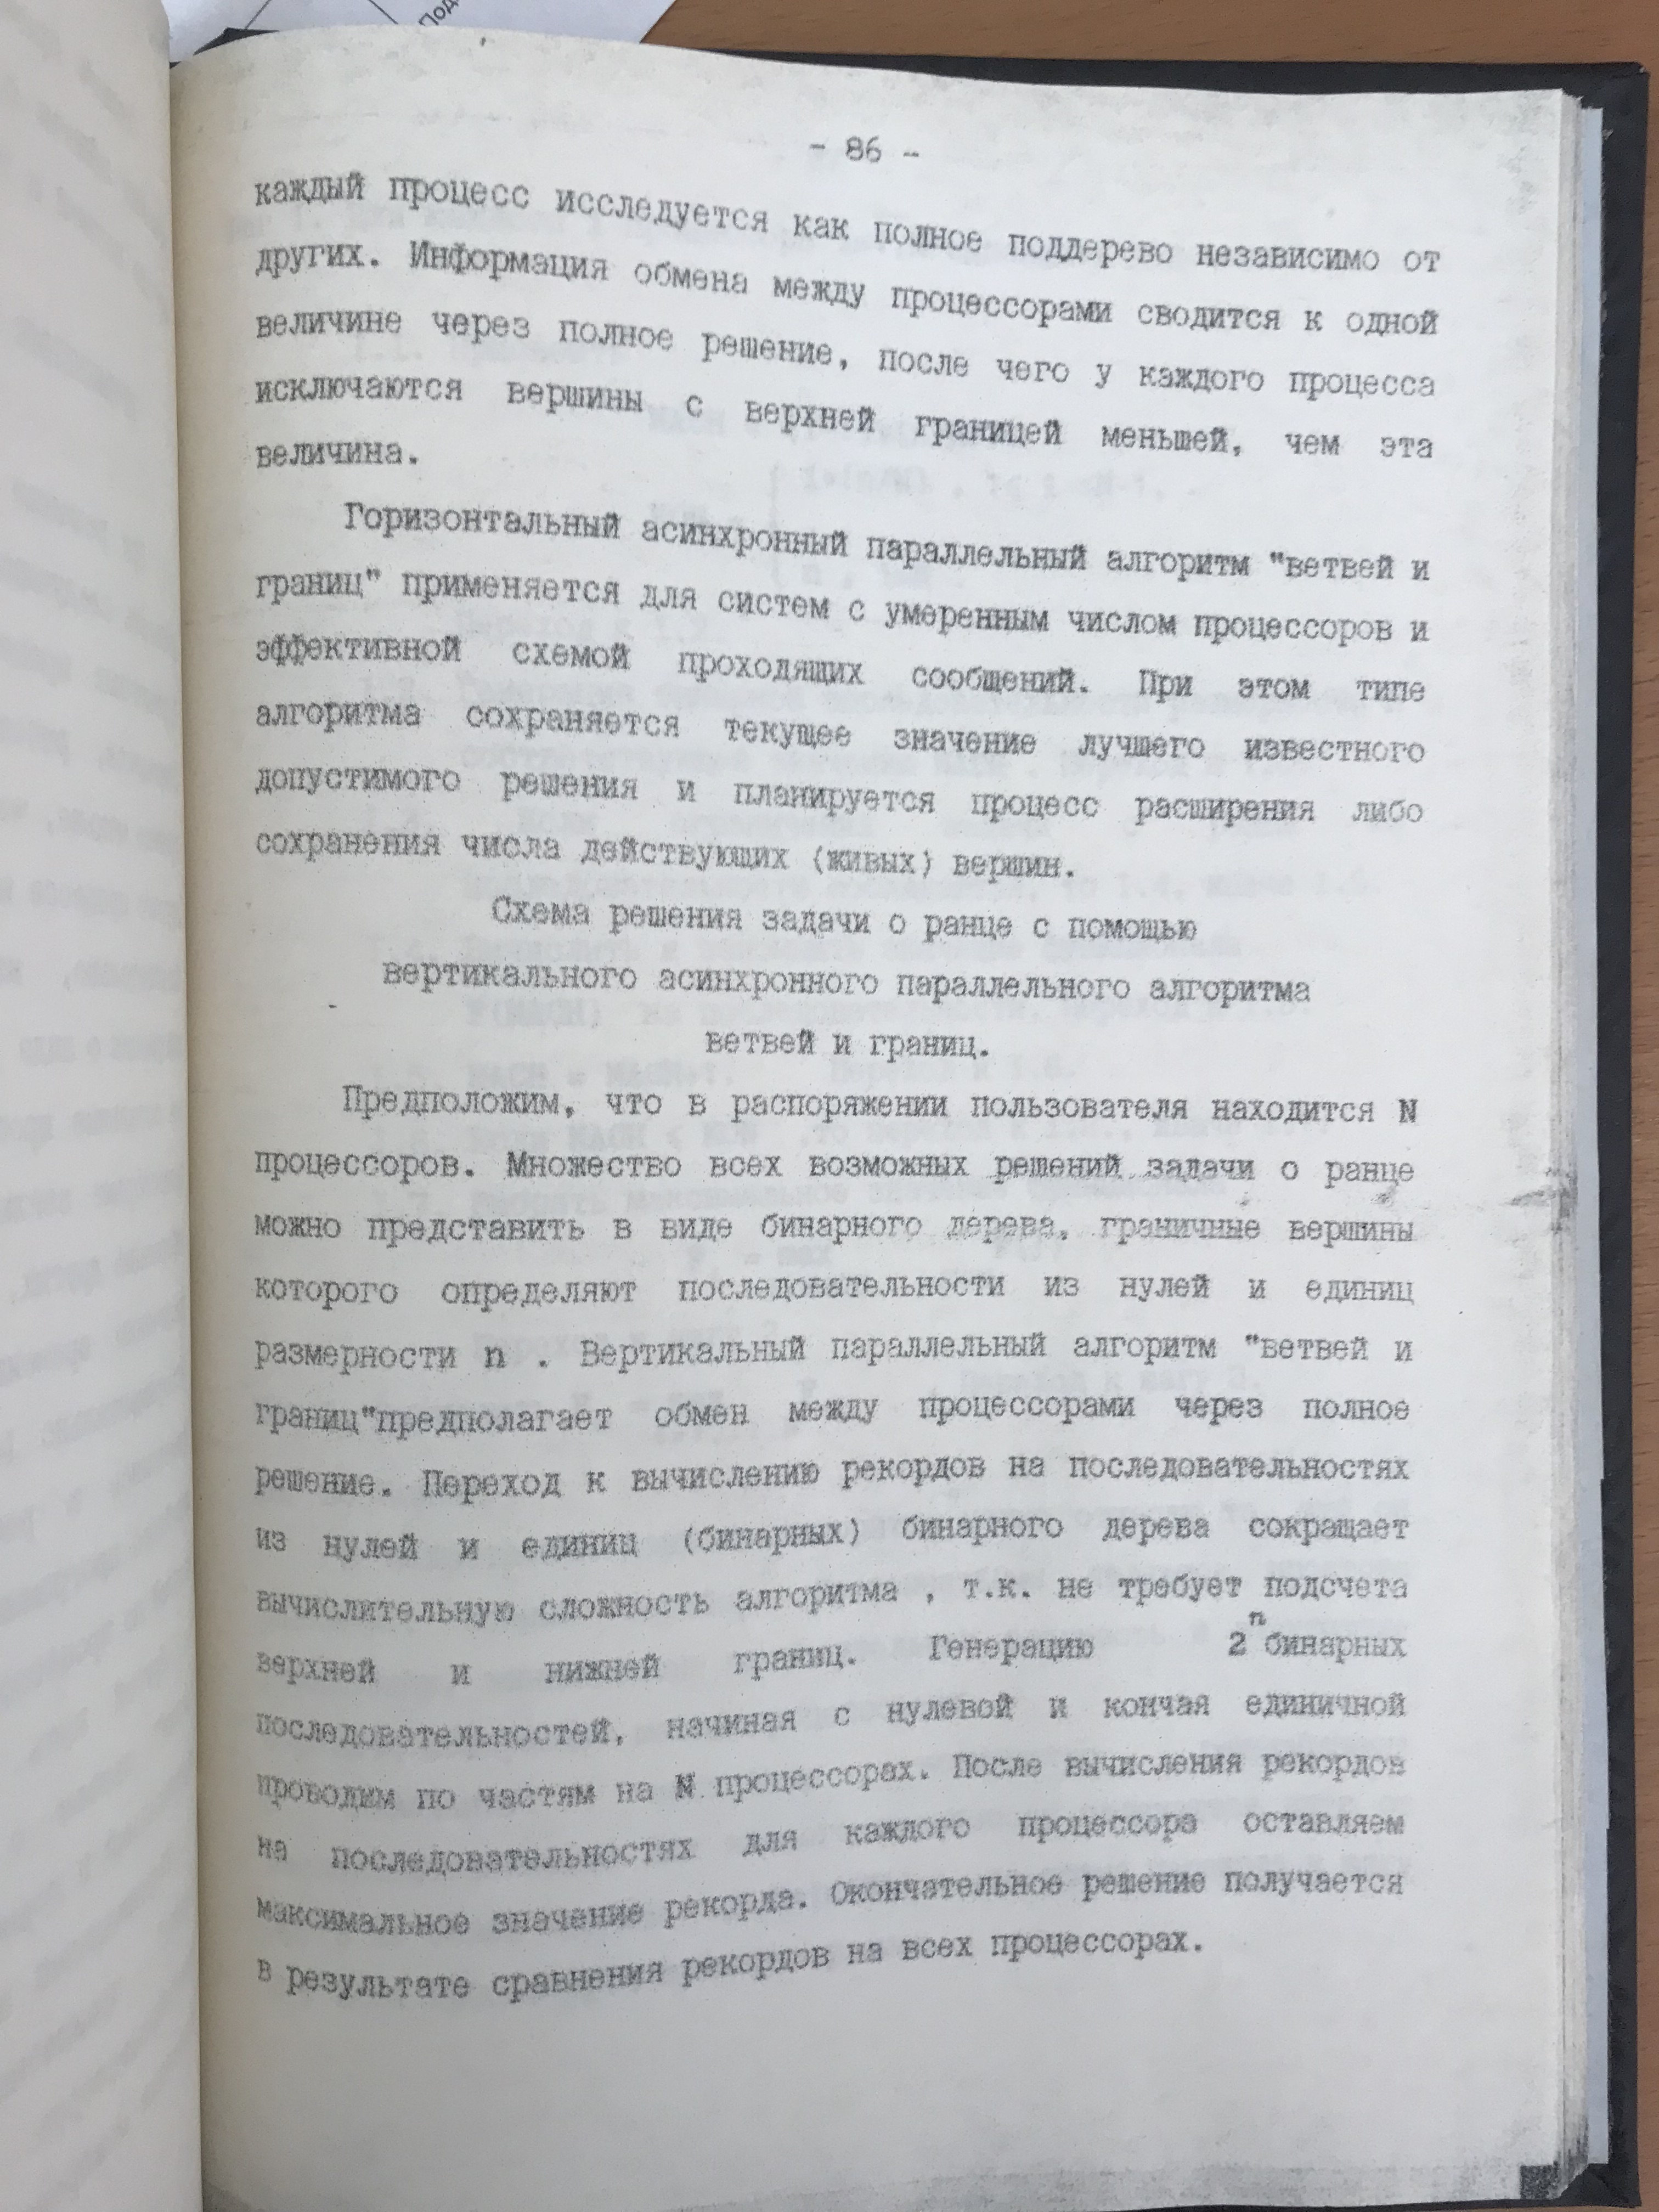 Под
- 86 -
каждый процесс исследуется как полное поддерево независимо от
других. Информация обмена между процессорами сводится к одной
величине через полное решение, после чего у каждого процесса
исключаются вершины с верхней границей меньшей, чем эта
величина.
Горизонтальный асинхронный параллельный алгоритм "ветвей и
границ" применяется для систем с умеренным числом процессоров и
эффективной схемой проходящих сообщений. При этом типе
алгоритма сохраняется текущее значение лучшего известного
допустимого решения и планируется процесс расширения либо
сохранения числа действующих (живых) вершин.
Схема решения задачи о ранце с помощью
вертикального асинхронного параллельного алгоритма
ветвей и границ.
Предположим, что в распоряжении пользователя находится N
процессоров. Множество всех возможных решений задачи о ранце
можно представить в виде бинарного дерева, граничные вершины
которого определяют последовательности из нулей и единиц
размерности n . Вертикальный параллельный алгоритм "ветвей и
границ"предполагает обмен между процессорами через полное
решение. Переход к вычислению рекордов на последовательностях
из нулей и единиц (бинарных) бинарного дерева сокращает
вычислительную сложность алгоритма , т.к. не требует подсчета
верхней и нижней границ. Генерацию 2^n бинарных
последовательностей, начиная с нулевой и кончая единичной
проводим по частям на N процессорах. После вычисления рекордов
на последовательностях для каждого процессора оставляем
максимальное значение рекорда. Окончательное решение получается
в результате сравнения рекордов на всех процессорах.